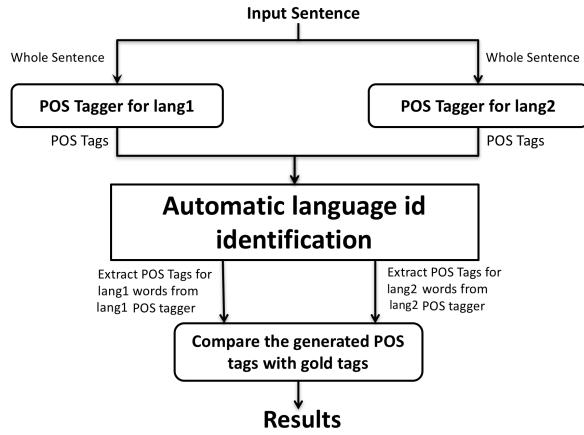 Input Sentence
Whole Sentence
Whole Sentence
POS Tagger for lang1
POS Tagger for lang2
POS Tags
POS Tags
Automatic language id
identification
Extract POS Tags for
lang1 words from
lang1 POS tagger
Extract POS Tags for
lang2 words from
lang2 POS tagger
Compare the generated POS
tags with gold tags
Results